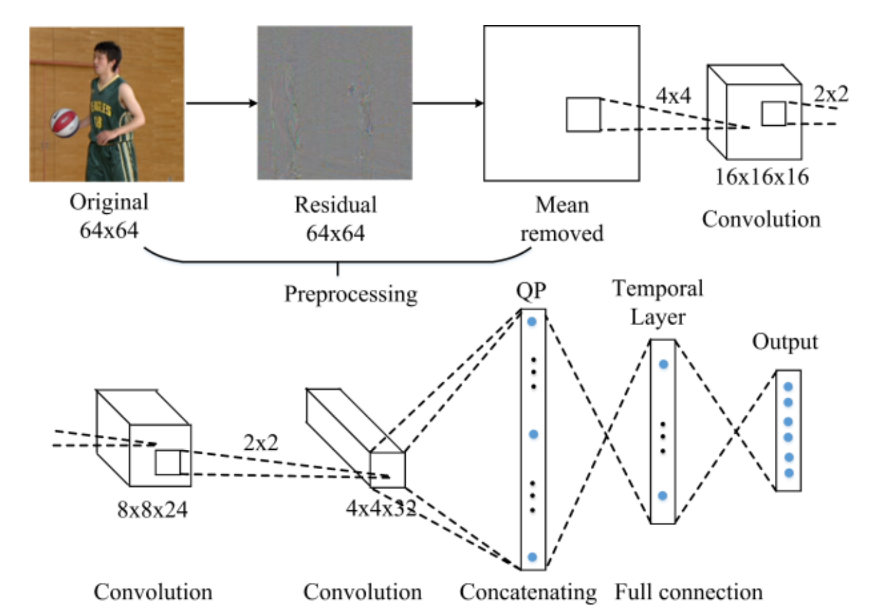 EAGLES
Original
64x64
Residual
64x64
Mean
removed
4x4
2x2
16x16x16
Convolution
Preprocessing
QP
Temporal
Layer
Output
2x2
8x8x24
4x4x32
Convolution
Convolution
Concatenating
Full connection